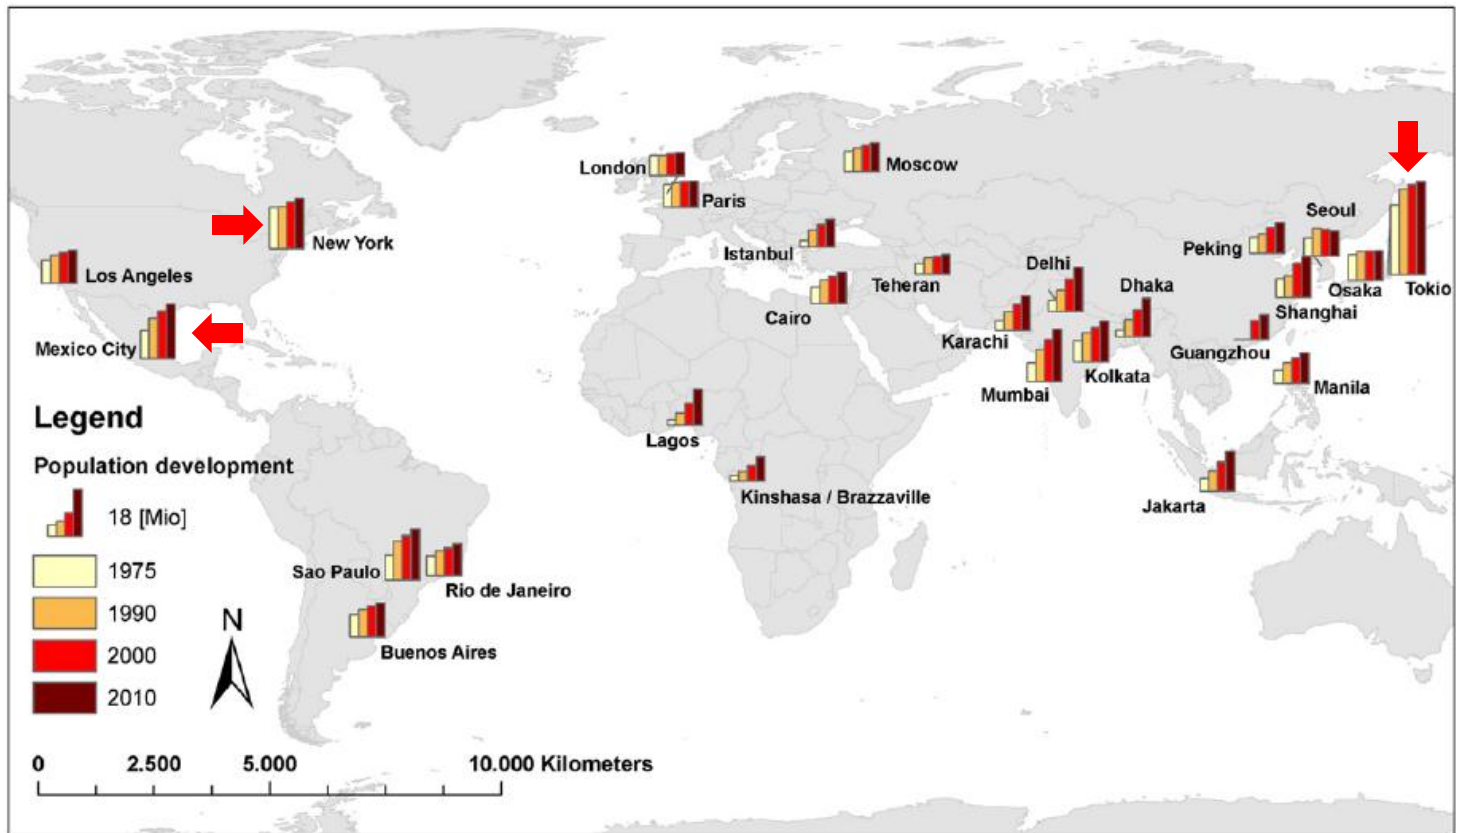 London
Moscow
Paris
Seoul
New York
Peking
Istanbul
Delhi
Los Angeles
Teheran
Dhaka
Osaka
Tokio
Cairo
Shanghai
Karachi
Mexico City
Guangzhou
Kolkata
Manila
Mumbai
Legend
Lagos
Population development
Kinshasa / Brazzaville
Jakarta
18 [Mio]
1975
Sao Paulo
Rio de Janeiro
1990
N
Buenos Aires
2000
2010
0 2.500 5.000 10.000 Kilometers